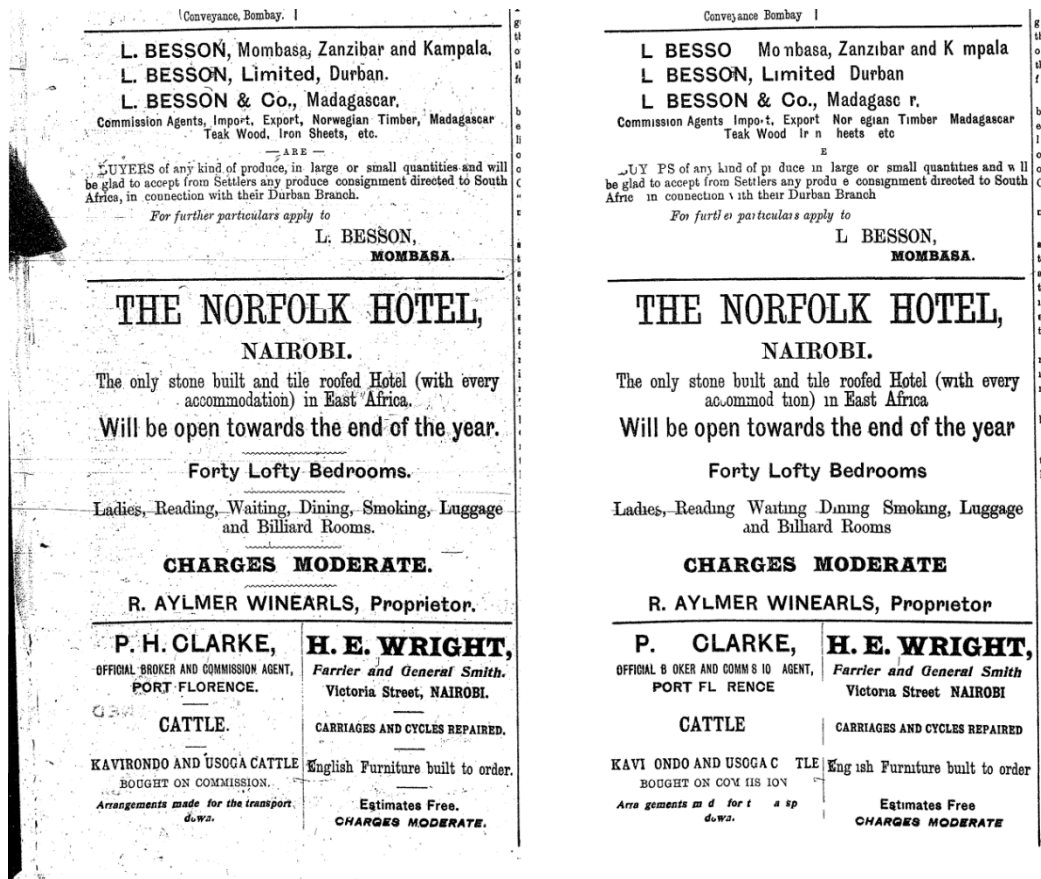 Conveyance, Bombay.
L. BESSON, Mombasa, Zanzibar and Kampala.
L. BESSON, Limited, Durban.
L. BESSON & Co., Madagascar.
Commission Agents, Import, Export, Norwegian Timber, Madagascar
Teak Wood, Iron Sheets, etc.
— ARE —
BUYERS of any kind of produce, in large or small quantities and will
be glad to accept from Settlers any produce consignment directed to South
Africa, in connection with their Durban Branch.
For further particulars apply to
L. BESSON,
MOMBASA.
THE NORFOLK HOTEL,
NAIROBI.
The only stone built and tile roofed Hotel (with every
accommodation) in East Africa.
Will be open towards the end of the year.
Forty Lofty Bedrooms.
Ladies, Reading, Waiting, Dining, Smoking, Luggage
and Billiard Rooms.
CHARGES MODERATE.
R. AYLMER WINEARLS, Proprietor.
P. H. CLARKE,
OFFICIAL BROKER AND COMMISSION AGENT,
PORT FLORENCE.
CATTLE.
KAVIRONDO AND USOGA CATTLE
BOUGHT ON COMMISSION.
Arrangements made for the transport
down.
H. E. WRIGHT,
Farrier and General Smith.
Victoria Street, NAIROBI.
CARRIAGES AND CYCLES REPAIRED.
English Furniture built to order.
Estimates Free.
CHARGES MODERATE.
Conveyance Bombay
L BESSO Mombasa, Zanzibar and K mpala
L BESSON, Limited Durban
L BESSON & Co., Madagasc r.
Commission Agents Impo t, Export Nor egian Timber Madagascar
Teak Wood Ir n heets etc
E
UY RS of any kind of p duce in large or small quantities and w ll
be glad to accept from Settlers any produ e consignment directed to South
Afric in connection with their Durban Branch
For further particulars apply to
L BESSON,
MOMBASA.
THE NORFOLK HOTEL,
NAIROBI.
The only stone built and tile roofed Hotel (with every
accommod tion) in East Africa
Will be open towards the end of the year
Forty Lofty Bedrooms
Ladies, Reading Waiting Dining Smoking, Luggage
and Billiard Rooms
CHARGES MODERATE
R. AYLMER WINEARLS, Proprietor
P. CLARKE,
OFFICIAL B OKER AND COMM S IO AGENT,
PORT FL RENCE
CATTLE
KAVI ONDO AND USOGA C TLE
BOUGHT ON COM IS ION
Arra gements m d for t a sp
down.
H. E. WRIGHT,
Farrier and General Smith
Victoria Street NAIROBI
CARRIAGES AND CYCLES REPAIRED
Eng ish Furniture built to order
Estimates Free
CHARGES MODERATE